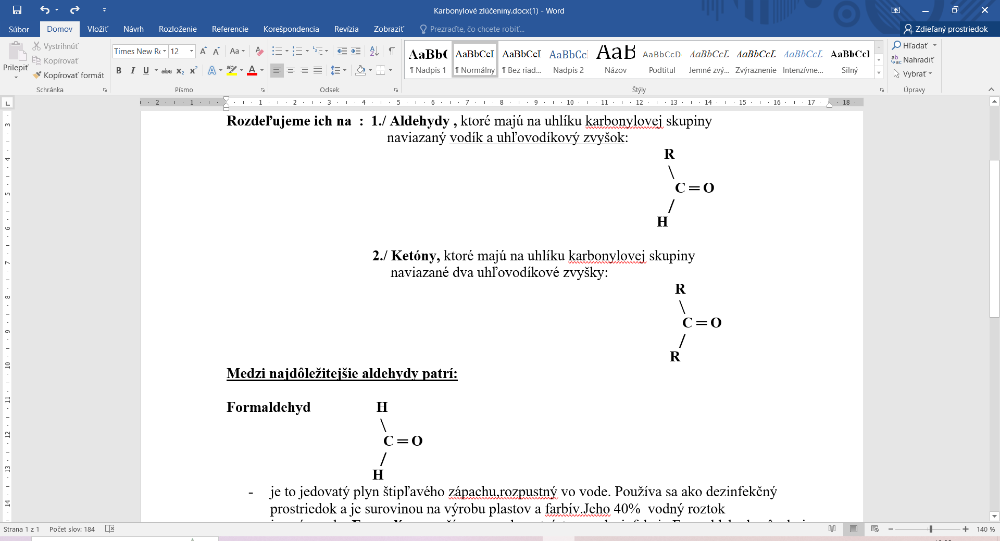 Karbonylové zlúčeniny.docx(1) - Word
Súbor Domov Vložiť Návrh Rozloženie Referencie Korešpondencia Revízia Zobraziť Prezraďte, čo chcete robiť... Zdieľaný prostriedok
Prilepiť
Vystrihnúť
Kopírovať
Kopírovať formát
Schránka
Times New Rc 12
Písmo
Odsek
AaBbC AaBbCcI AaBbCcI AaBbCcl AaB AaBbCcD AaBbCcL AaBbCcL AaBbCcL AaBbCcI
¶ Nadpis 1 ¶ Normálny ¶ Bez riad... Nadpis 2 Názov Podtitul Jemné zvý... Zvýraznenie Intenzívne... Silný
Štýly
Hľadať
Nahradiť
Vybrať
Úpravy
2 1 1 2 3 4 5 6 7 8 9 10 11 12 13 14 15 16 17 18
3 4 5 6 7 8 9 10 11 12 13 14
Rozdeľujeme ich na : 1./ Aldehydy , ktoré majú na uhlíku karbonylovej skupiny
naviazaný vodík a uhľovodíkový zvyšok:
R
\
C = O
/
H
2./ Ketóny, ktoré majú na uhlíku karbonylovej skupiny
naviazané dva uhľovodíkové zvyšky:
R
\
C = O
/
R
Medzi najdôležitejšie aldehydy patrí:
Formaldehyd H
\
C = O
/
H
- je to jedovatý plyn štipľavého zápachu,rozpustný vo vode. Používa sa ako dezinfekčný
prostriedok a je surovinou na výrobu plastov a farbív.Jeho 40% vodný roztok
Strana 1 z 1 Počet slov: 184 140 %